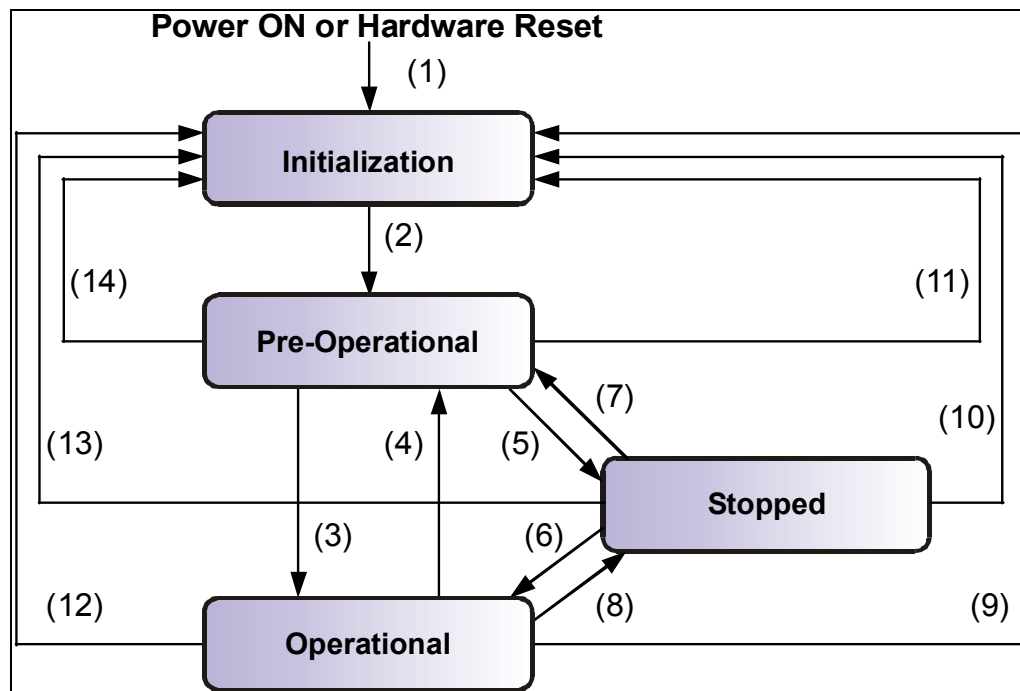 Power ON or Hardware Reset
(1)
Initialization
(2)
(14)
(11)
Pre-Operational
(7)
(10)
(13)
(4)
(5)
Stopped
(3)
(6)
(12)
(8)
(9)
Operational